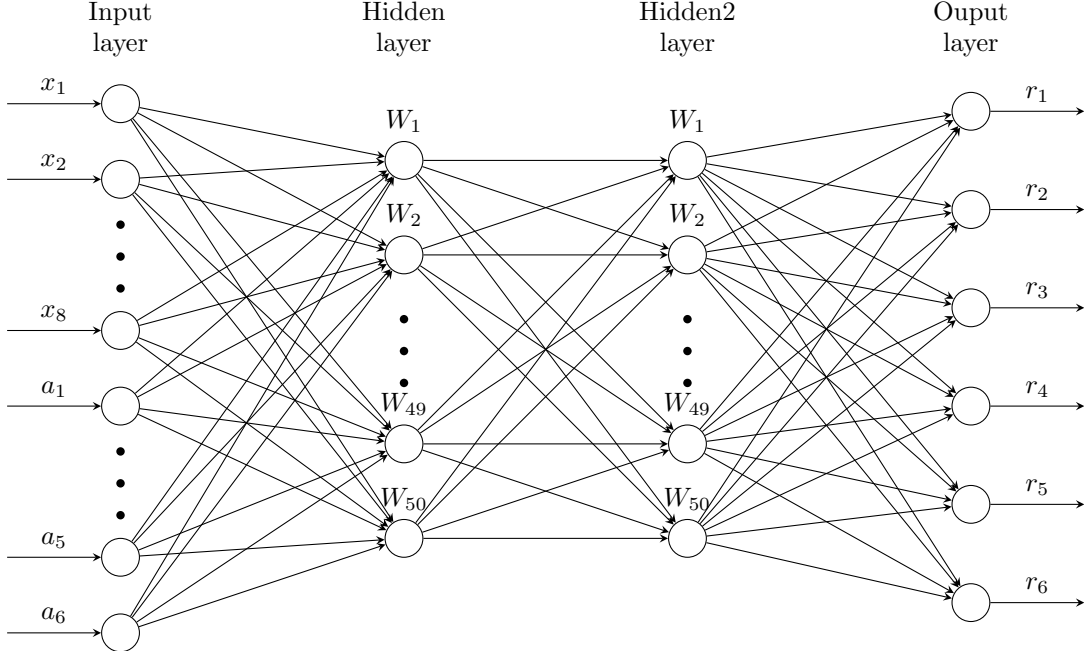 Input
layer
Hidden
layer
Hidden2
layer
Ouput
layer
x₁
x₂
x₈
a₁
a₅
a₆
W₁
W₂
W₄₉
W₅₀
W₁
W₂
W₄₉
W₅₀
r₁
r₂
r₃
r₄
r₅
r₆